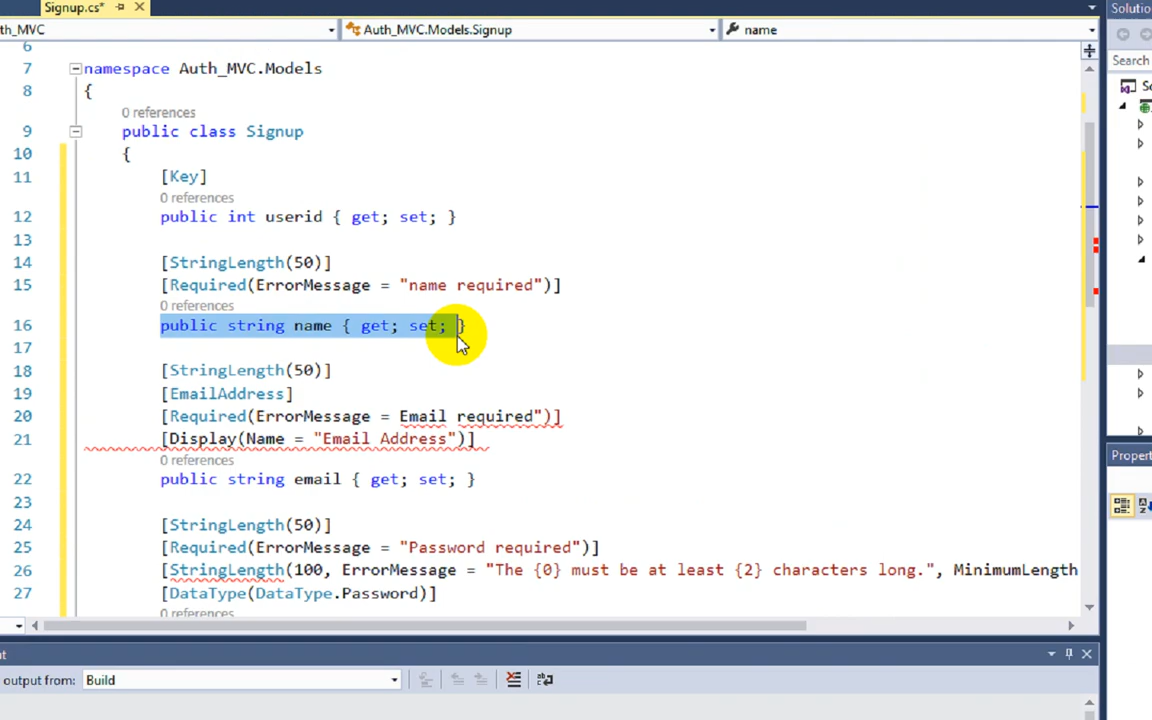 Signup.cs*
Solutio
th_MVC
Auth_MVC.Models.Signup
name
Search
6
7 namespace Auth_MVC.Models
8 {
0 references
9 public class Signup
10 {
11 [Key]
0 references
12 public int userid { get; set; }
13
14 [StringLength(50)]
15 [Required(ErrorMessage = "name required")]
0 references
16 public string name { get; set; }
18 [StringLength(50)]
19 [EmailAddress]
20 [Required(ErrorMessage = Email required")]
21 [Display(Name = "Email Address")]
0 references
22 public string email { get; set; }
23
24 [StringLength(50)]
25 [Required(ErrorMessage = "Password required")]
26 [StringLength(100, ErrorMessage = "The {0} must be at least {2} characters long.", MinimumLength
27 [DataType(DataType.Password)]
0 references
Propert
output from: Build